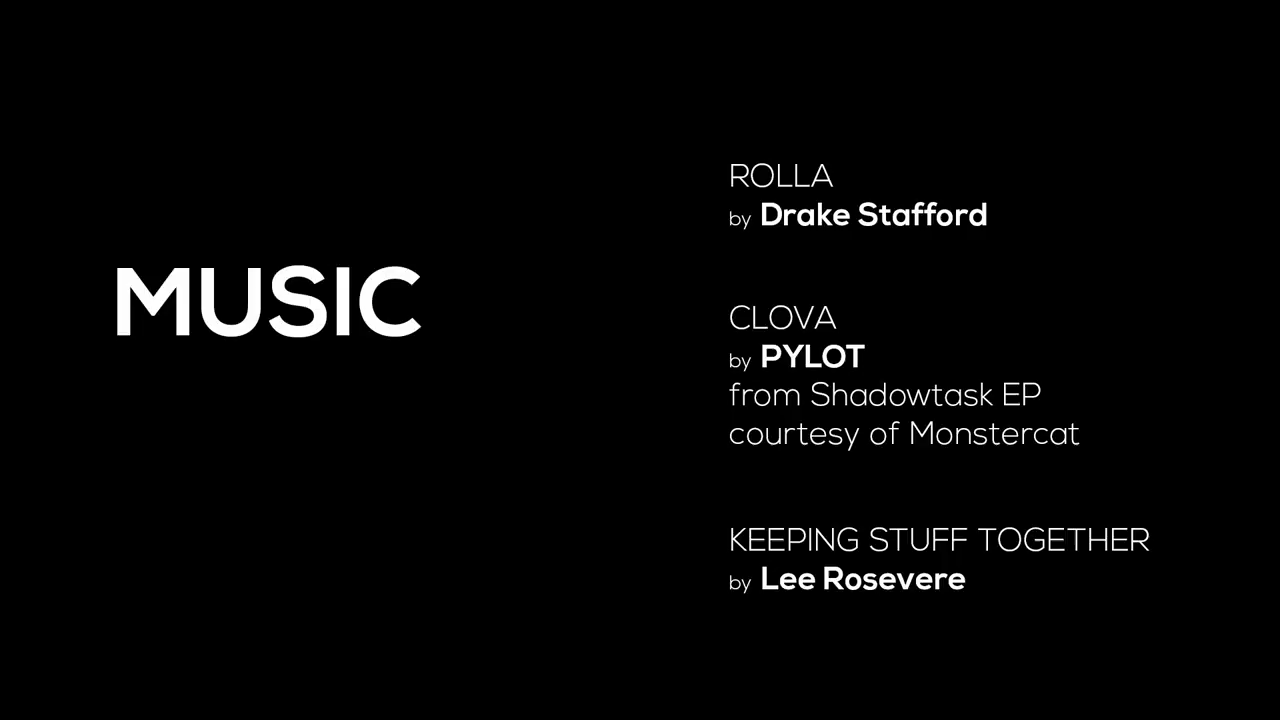 MUSIC
ROLLA
by Drake Stafford
CLOVA
by PYLOT
from Shadowtask EP
courtesy of Monstercat
KEEPING STUFF TOGETHER
by Lee Rosevere